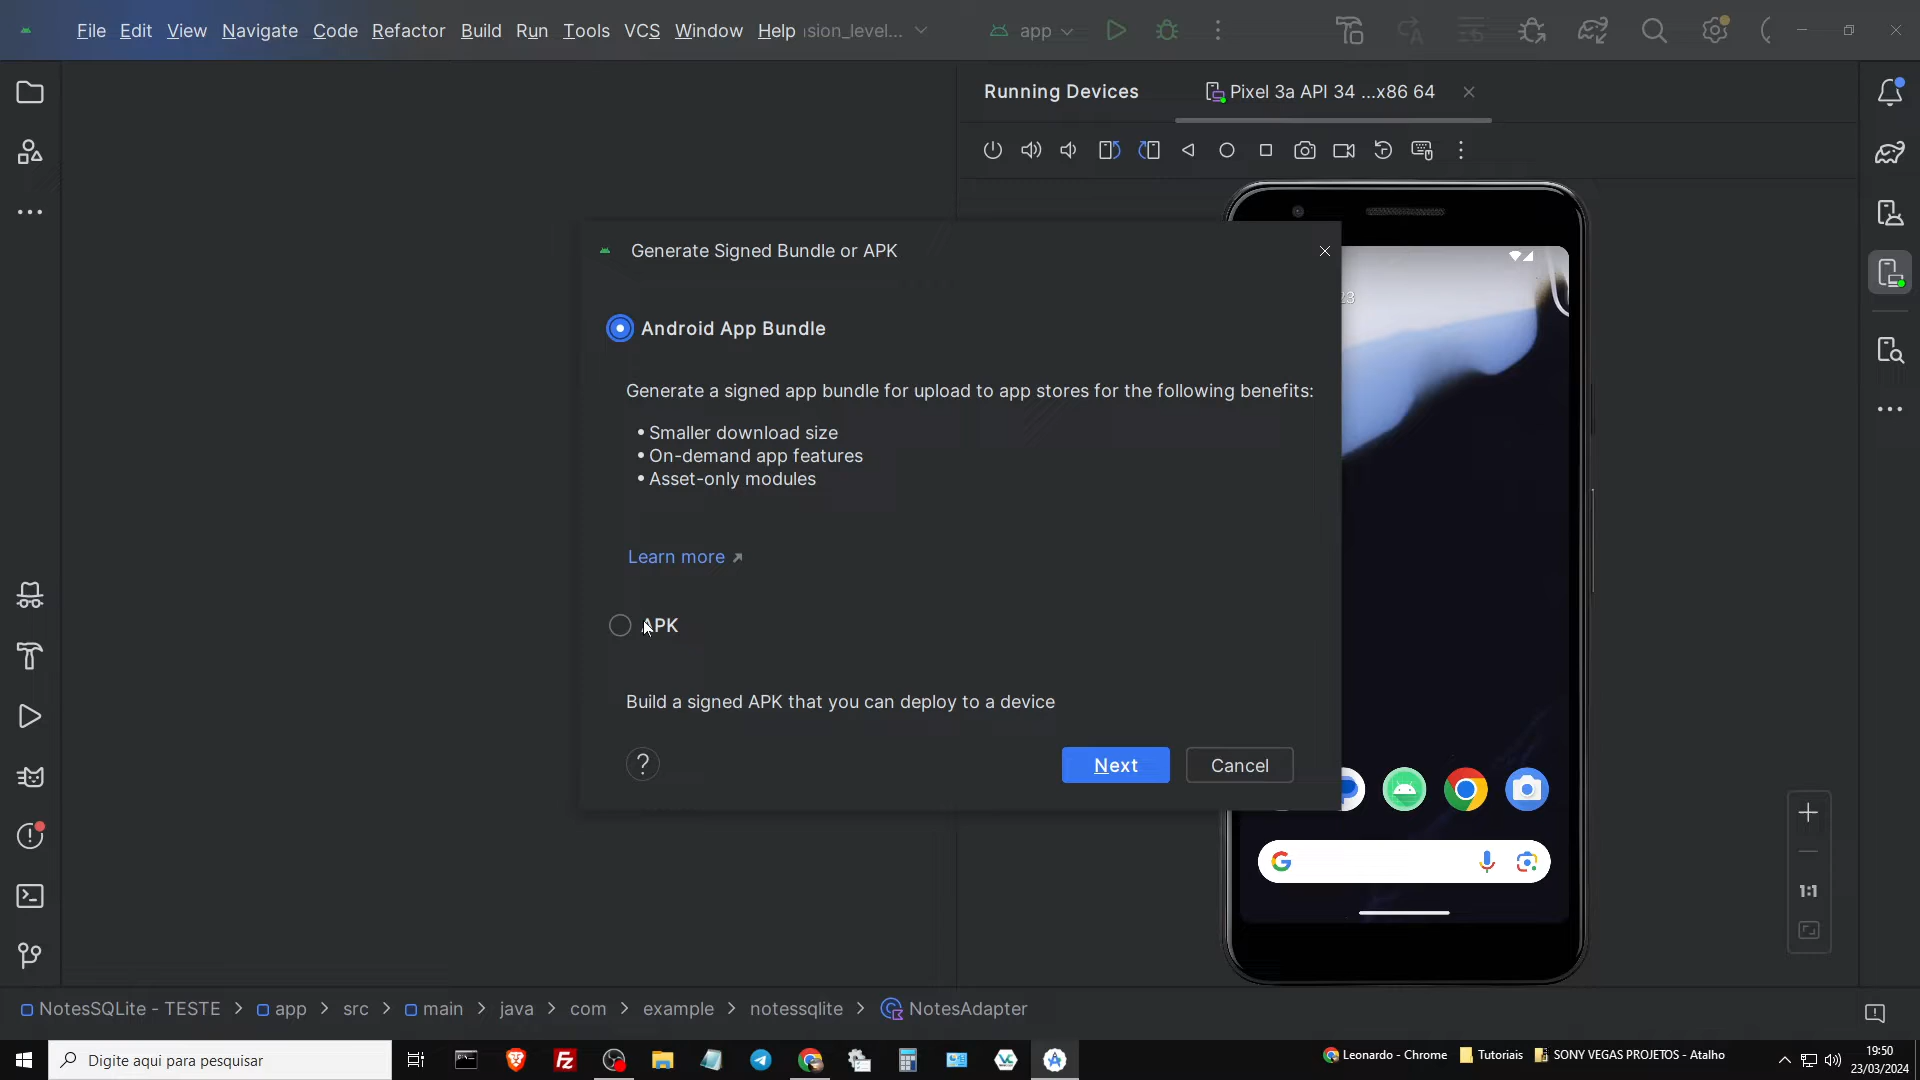 File Edit View Navigate Code Refactor Build Run Tools VCS Window Help sion_level... app
Running Devices Pixel 3a API 34 ...x86 64
Generate Signed Bundle or APK
23
Android App Bundle
Generate a signed app bundle for upload to app stores for the following benefits:
• Smaller download size
• On-demand app features
• Asset-only modules
Learn more
APK
Build a signed APK that you can deploy to a device
? Next Cancel
1:1
NotesSQLite - TESTE > app > src > main > java > com > example > notessqlite > NotesAdapter
Digite aqui para pesquisar
Leonardo - Chrome Tutoriais SONY VEGAS PROJETOS - Atalho
19:50
23/03/2024